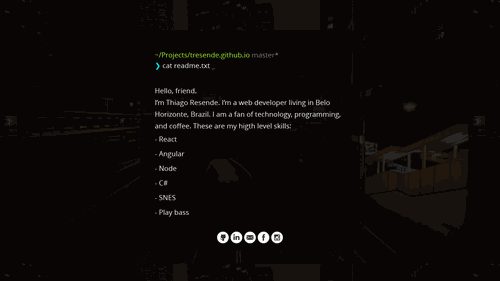 ~/Projects/tresende.github.io master*
❯ cat readme.txt _
Hello, friend.
I'm Thiago Resende. I'm a web developer living in Belo
Horizonte, Brazil. I am a fan of technology, programming,
and coffee. These are my higth level skills:
- React
- Angular
- Node
- C#
- SNES
- Play bass